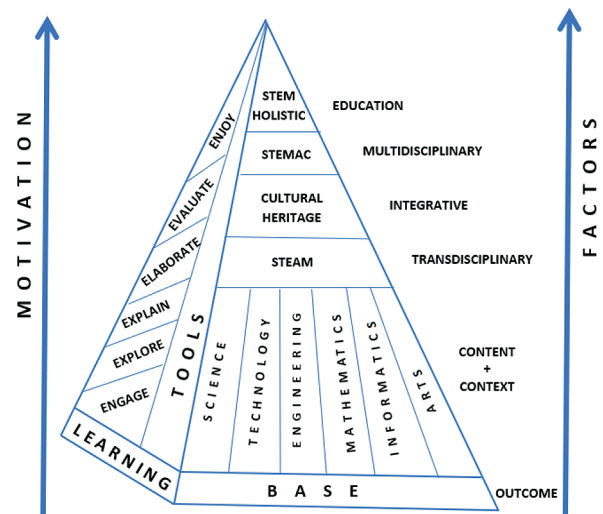 MOTIVATION
FACTORS
STEM
HOLISTIC
EDUCATION
STEMAC
MULTIDISCIPLINARY
CULTURAL
HERITAGE
INTEGRATIVE
STEAM
TRANSDISCIPLINARY
ENJOY
EVALUATE
ELABORATE
EXPLAIN
EXPLORE
ENGAGE
TOOLS
SCIENCE
TECHNOLOGY
ENGINEERING
MATHEMATICS
INFORMATICS
ARTS
CONTENT
+
CONTEXT
LEARNING
BASE
OUTCOME